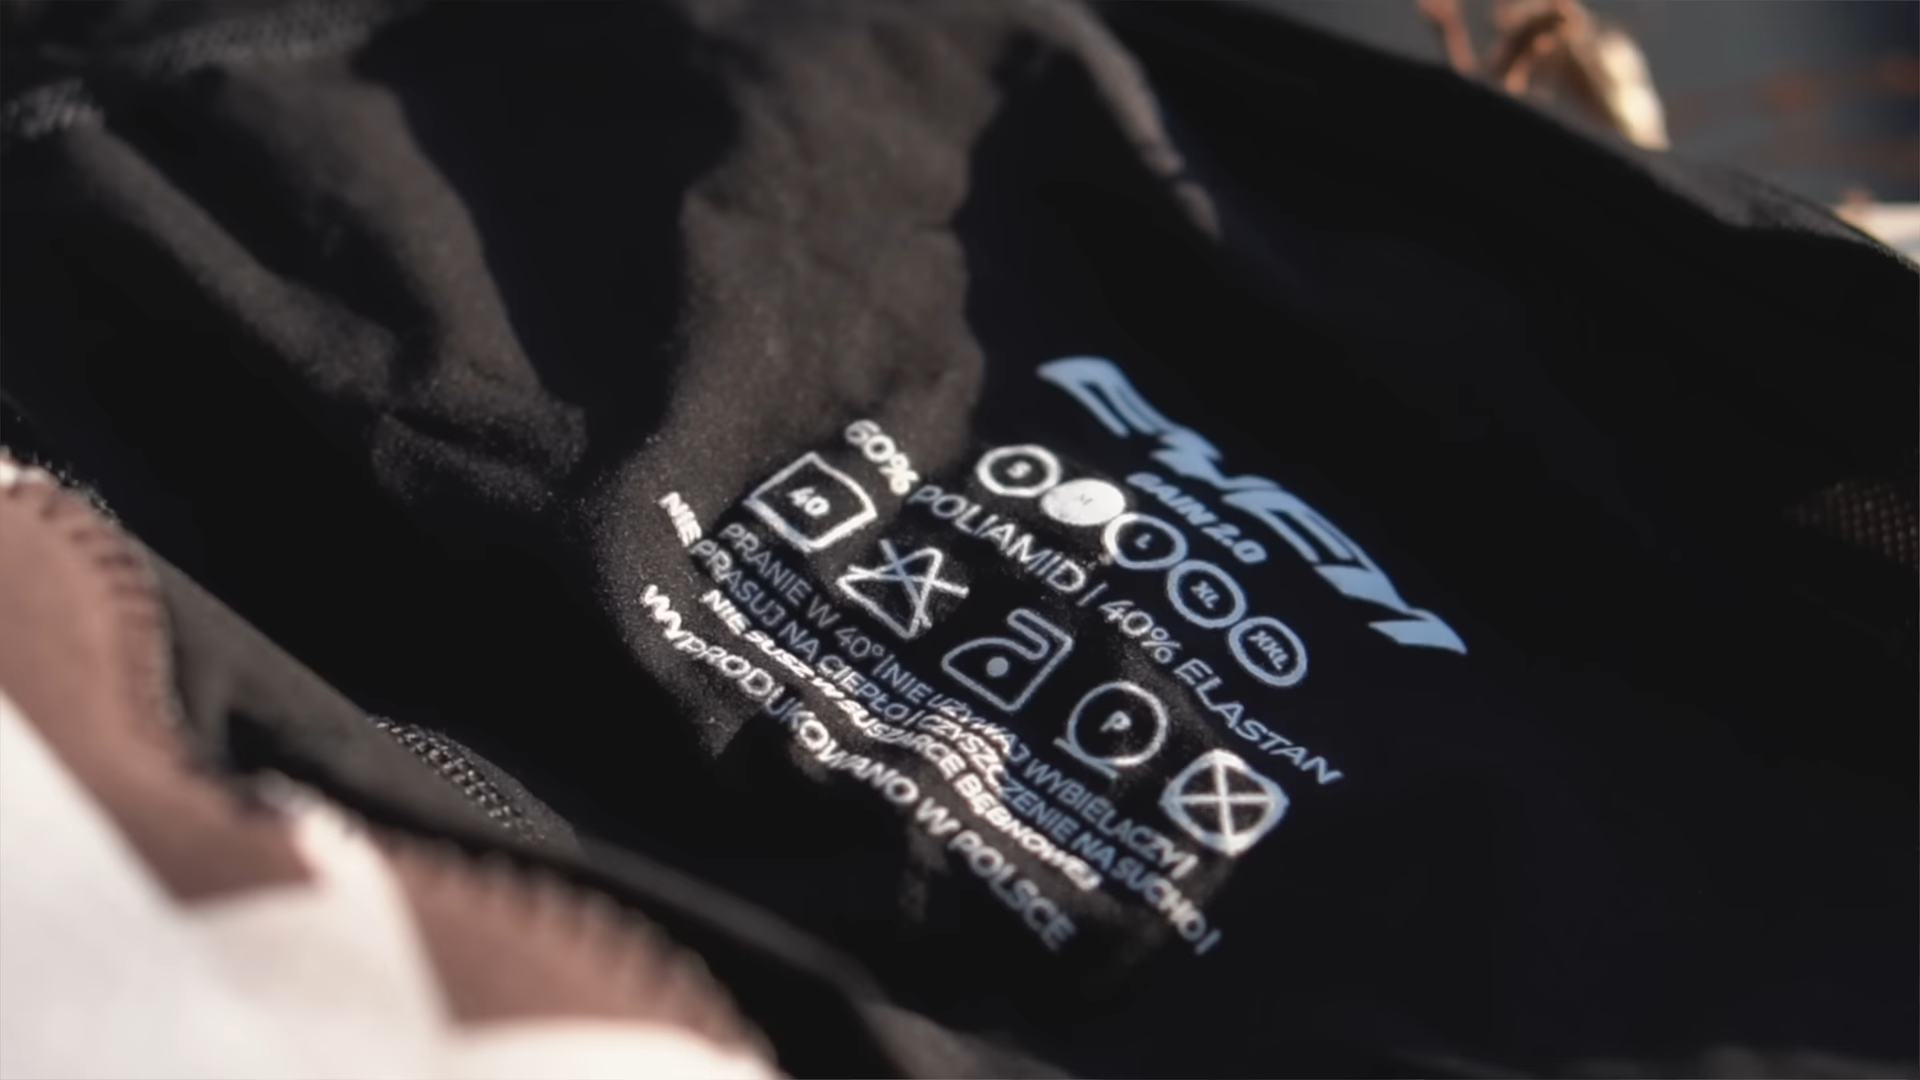 EYEN
GAIN 2.0
S M L XL XXL
60% POLIAMID | 40% ELASTAN
40 P
PRANIE W 40° | NIE UŻYWAJ WYBIELACZY |
NIE PRASUJ NA CIEPŁO | CZYSZCZENIE NA SUCHO |
NIE SUSZ W SUSZARCE BĘBNOWEJ
WYPRODUKOWANO W POLSCE